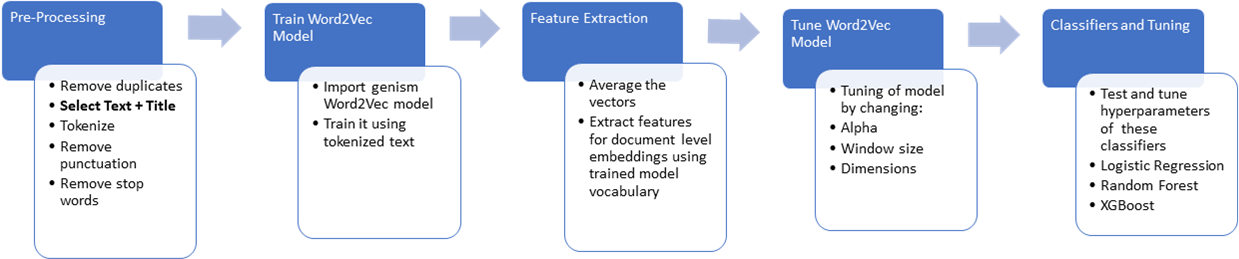 Pre-Processing
• Remove duplicates
• Select Text + Title
• Tokenize
• Remove
punctuation
• Remove stop
words
Train Word2Vec
Model
• Import genism
Word2Vec model
• Train it using
tokenized text
Feature Extraction
• Average the
vectors
• Extract features
for document level
embeddings using
trained model
vocabulary
Tune Word2Vec
Model
• Tuning of model
by changing:
• Alpha
• Window size
• Dimensions
Classifiers and Tuning
• Test and tune
hyperparameters
of these
classifiers
• Logistic Regression
• Random Forest
• XGBoost